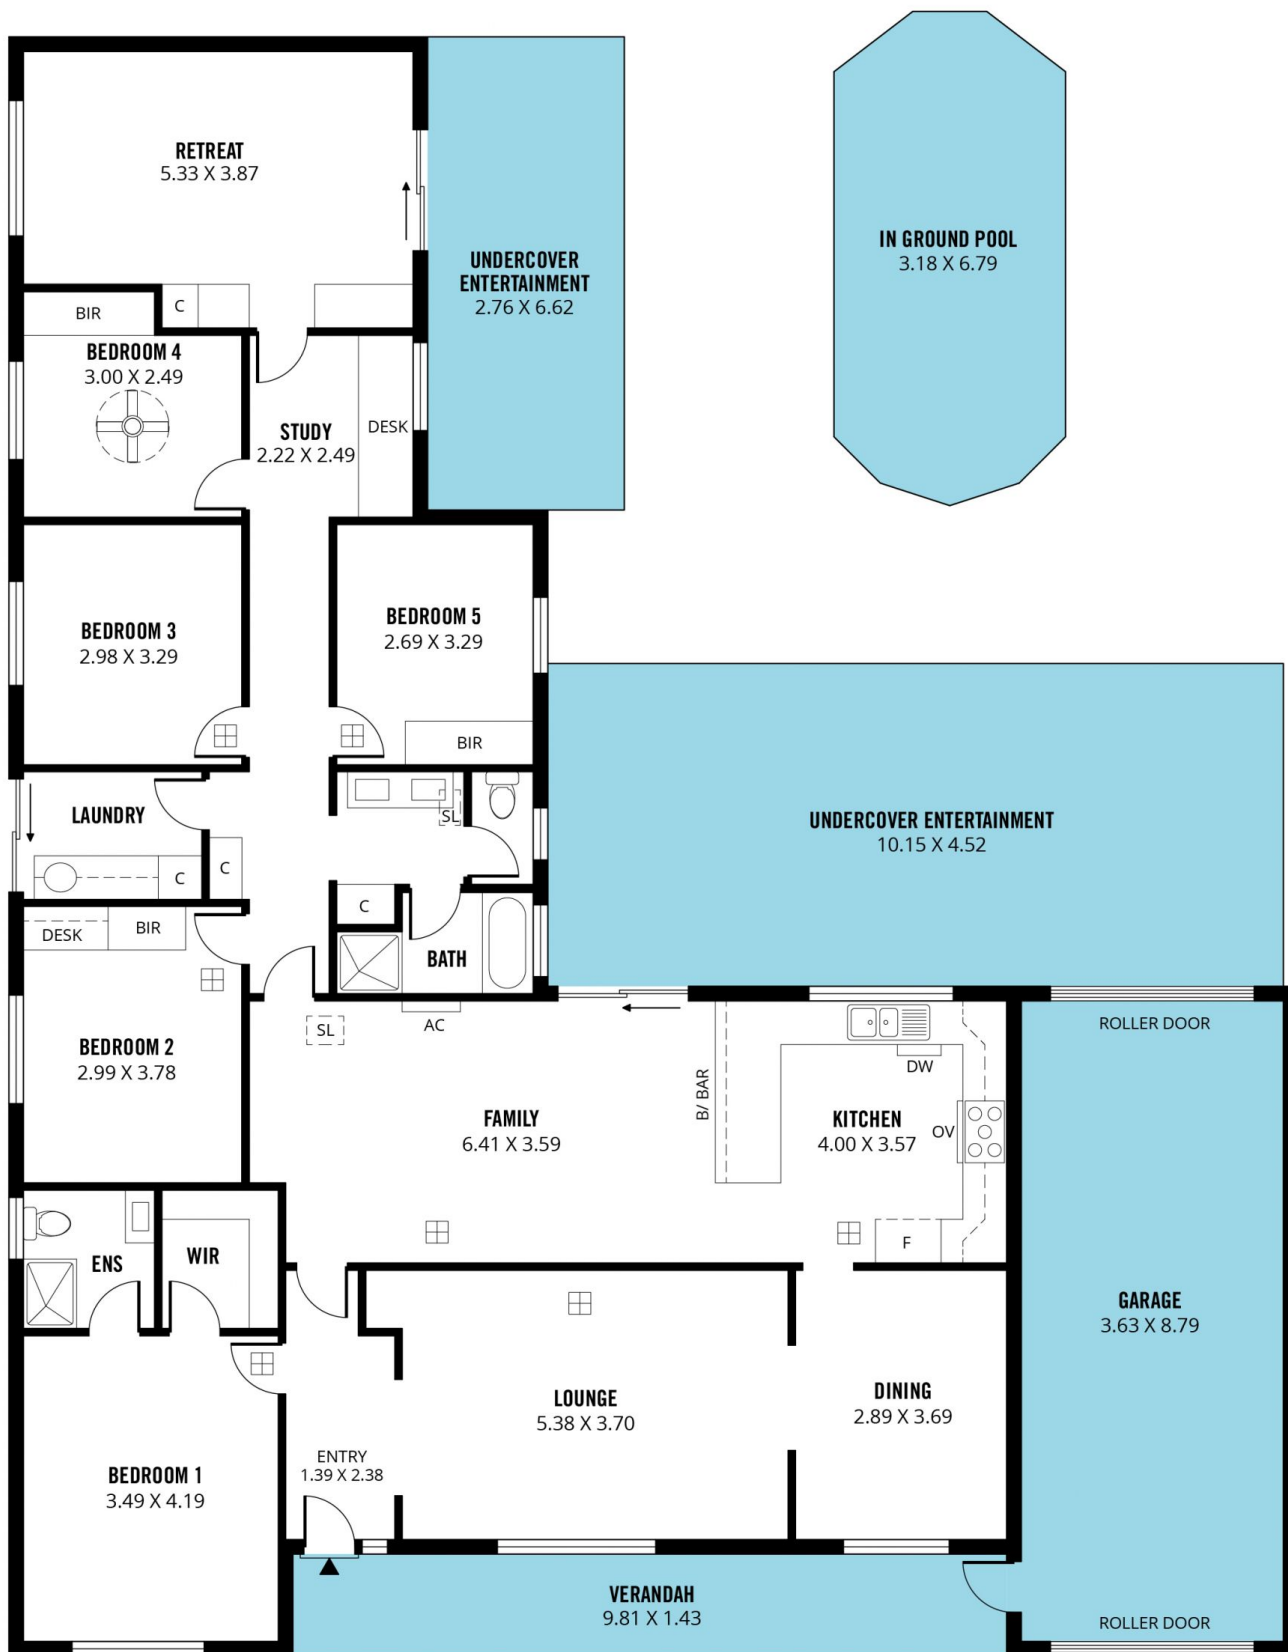 RETREAT
5.33 X 3.87
UNDERCOVER
ENTERTAINMENT
2.76 X 6.62
IN GROUND POOL
3.18 X 6.79
BIR
C
BEDROOM 4
3.00 X 2.49
STUDY
2.22 X 2.49
DESK
BEDROOM 3
2.98 X 3.29
BEDROOM 5
2.69 X 3.29
BIR
LAUNDRY
C
C
SL
C
BATH
UNDERCOVER ENTERTAINMENT
10.15 X 4.52
DESK
BIR
BEDROOM 2
2.99 X 3.78
SL
AC
FAMILY
6.41 X 3.59
B/ BAR
KITCHEN
4.00 X 3.57
DW
OV
F
ROLLER DOOR
ENS
WIR
GARAGE
3.63 X 8.79
LOUNGE
5.38 X 3.70
DINING
2.89 X 3.69
ENTRY
1.39 X 2.38
BEDROOM 1
3.49 X 4.19
VERANDAH
9.81 X 1.43
ROLLER DOOR